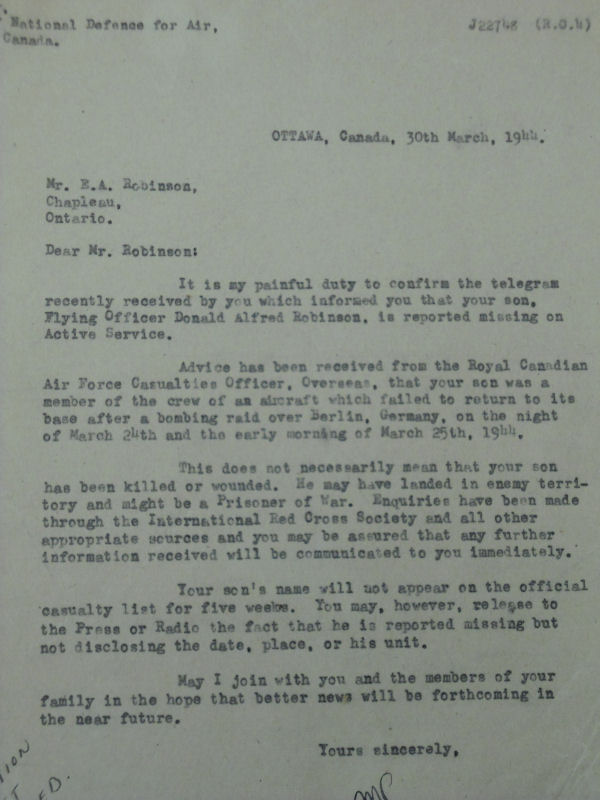 National Defence for Air,
Canada.
J22748 (R.O.4)
OTTAWA, Canada, 30th March, 1944.
Mr. E.A. Robinson,
Chapleau,
Ontario.
Dear Mr. Robinson:
It is my painful duty to confirm the telegram
recently received by you which informed you that your son,
Flying Officer Donald Alfred Robinson, is reported missing on
Active Service.
Advice has been received from the Royal Canadian
Air Force Casualties Officer, Overseas, that your son was a
member of the crew of an aircraft which failed to return to its
base after a bombing raid over Berlin, Germany, on the night
of March 24th and the early morning of March 25th, 1944.
This does not necessarily mean that your son
has been killed or wounded. He may have landed in enemy terri-
tory and might be a Prisoner of War. Enquiries have been made
through the International Red Cross Society and all other
appropriate sources and you may be assured that any further
information received will be communicated to you immediately.
Your son's name will not appear on the official
casualty list for five weeks. You may, however, release to
the Press or Radio the fact that he is reported missing but
not disclosing the date, place, or his unit.
May I join with you and the members of your
family in the hope that better news will be forthcoming in
the near future.
Yours sincerely,